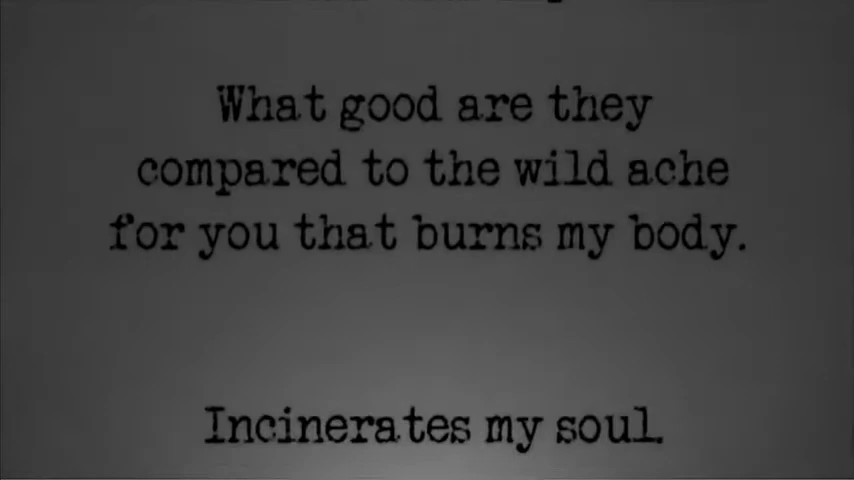 What good are they
compared to the wild ache
for you that burns my body.
Incinerates my soul.